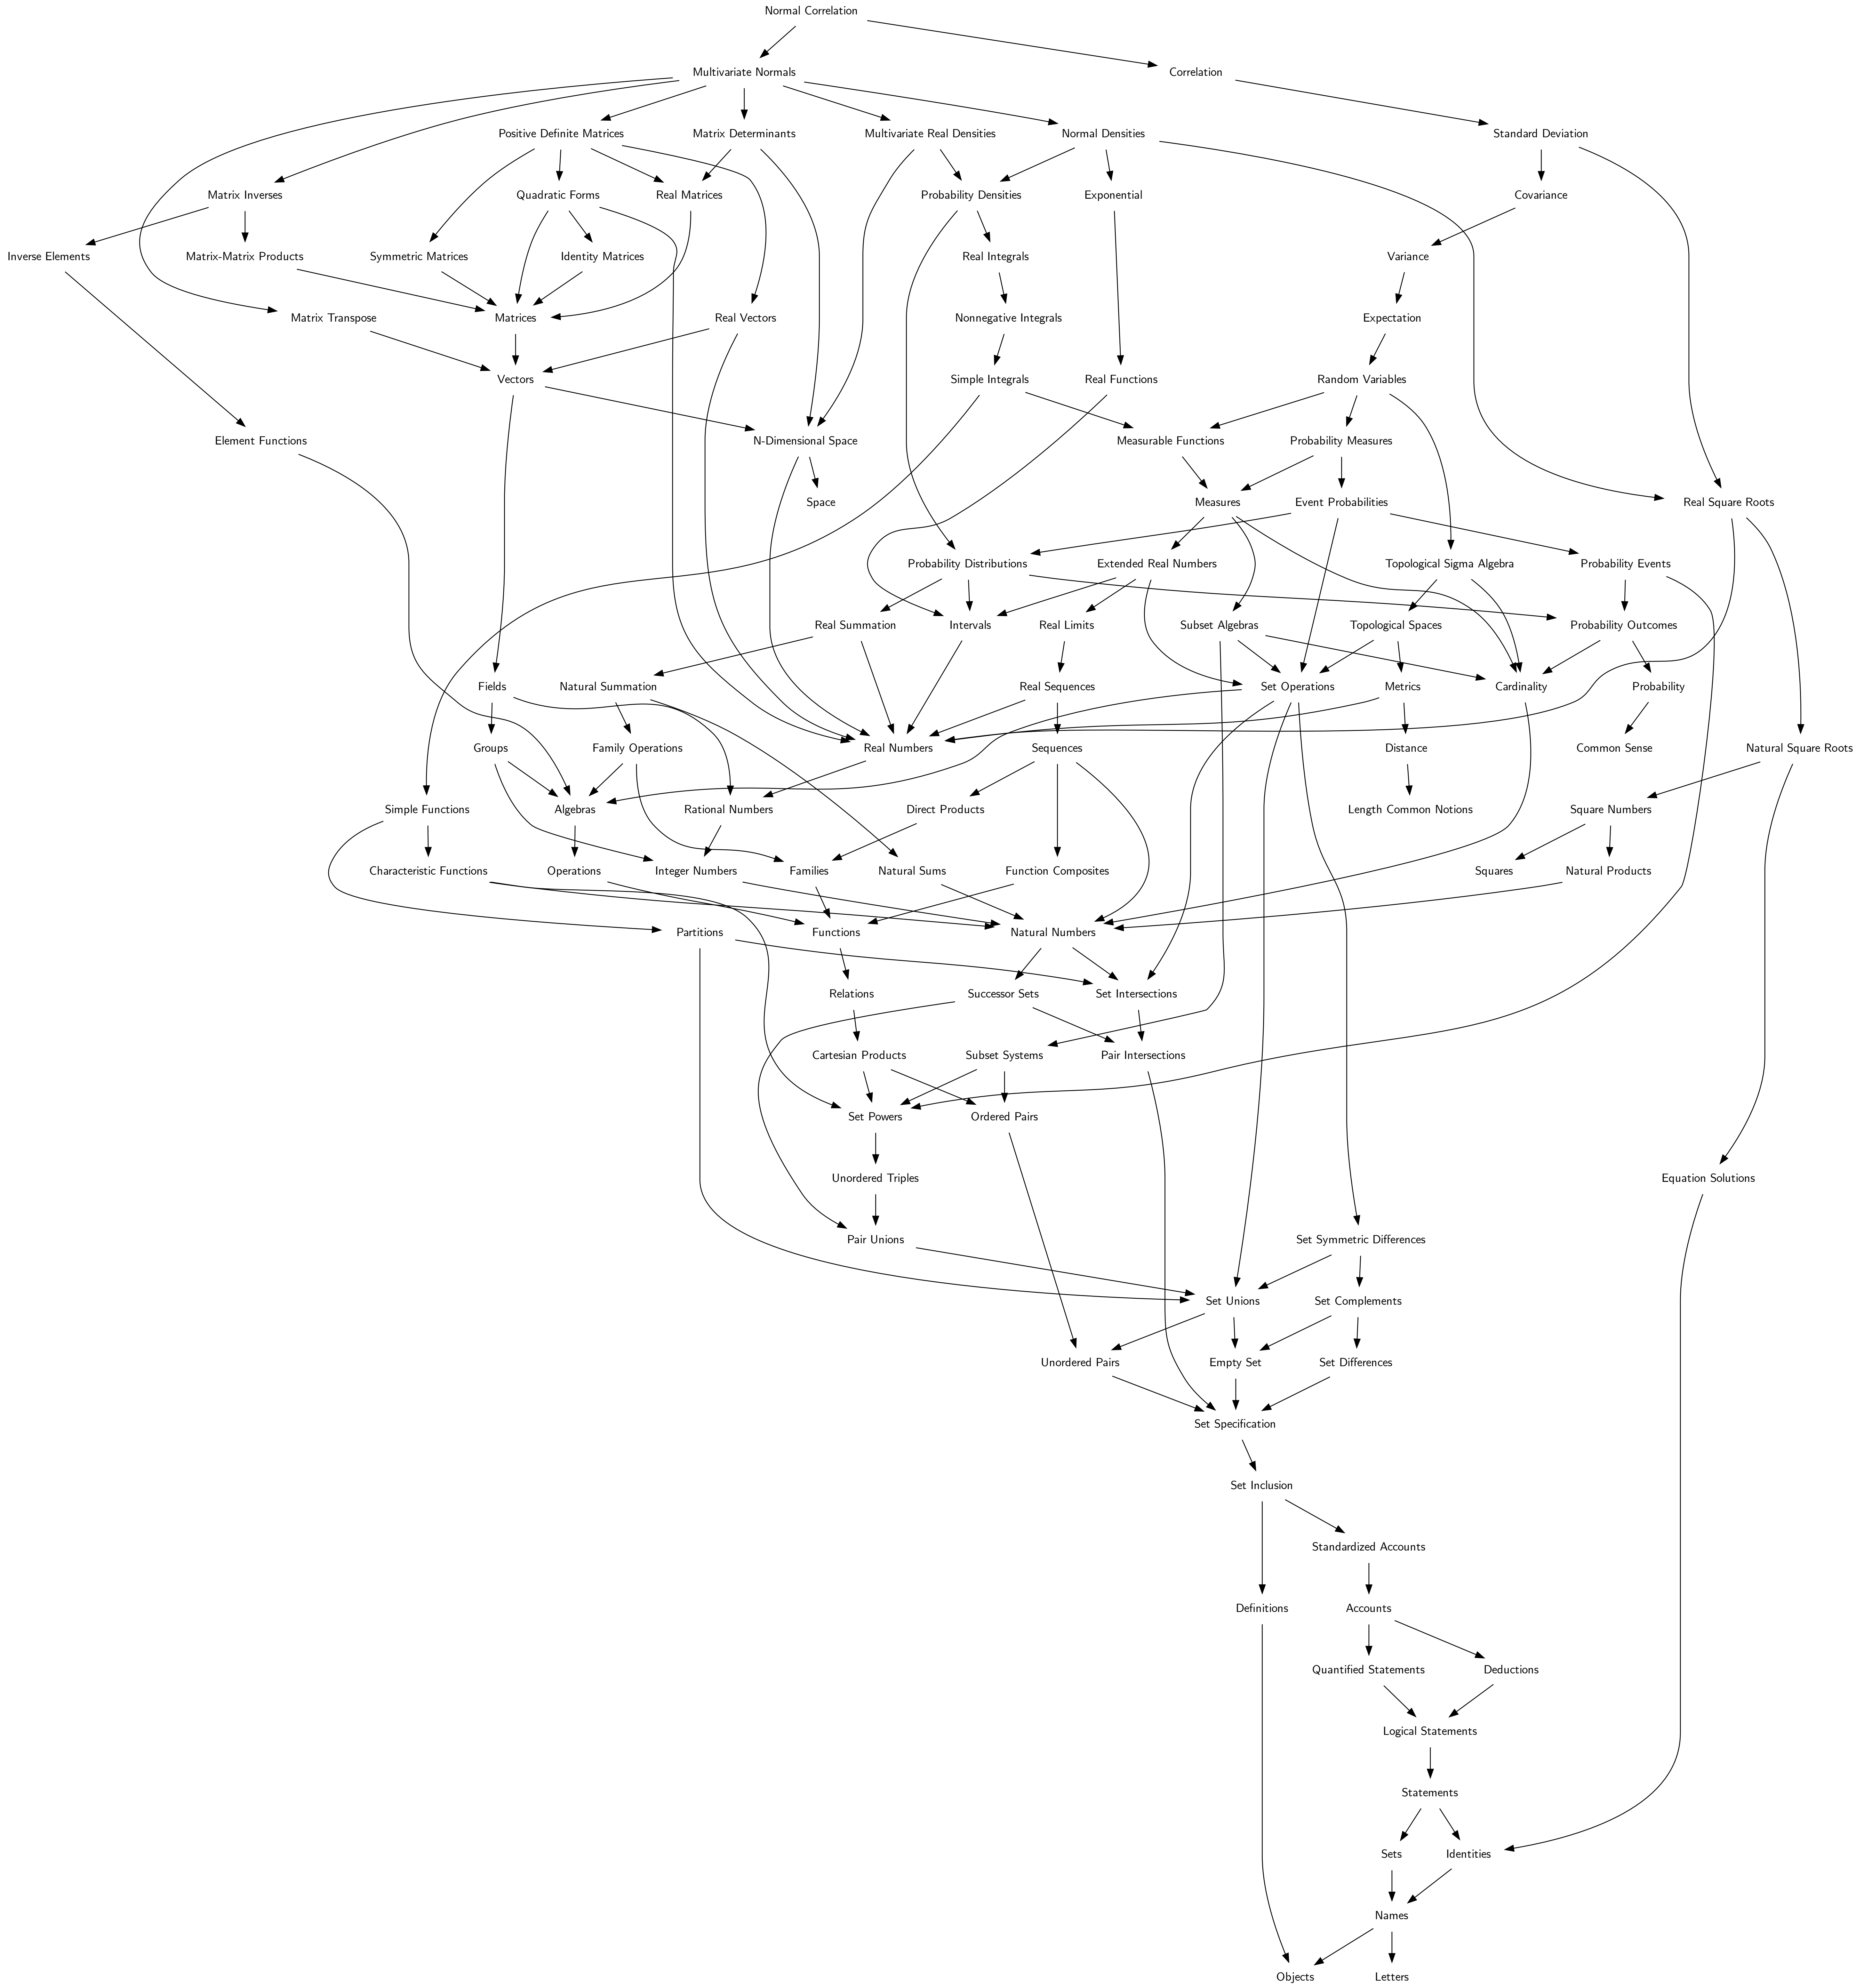 Normal Correlation
Multivariate Normals
Correlation
Positive Definite Matrices
Matrix Determinants
Multivariate Real Densities
Normal Densities
Standard Deviation
Matrix Inverses
Quadratic Forms
Real Matrices
Probability Densities
Exponential
Covariance
Inverse Elements
Matrix-Matrix Products
Symmetric Matrices
Identity Matrices
Real Integrals
Variance
Matrix Transpose
Matrices
Real Vectors
Nonnegative Integrals
Expectation
Vectors
Simple Integrals
Real Functions
Random Variables
Element Functions
N-Dimensional Space
Measurable Functions
Probability Measures
Space
Measures
Event Probabilities
Real Square Roots
Probability Distributions
Extended Real Numbers
Topological Sigma Algebra
Probability Events
Real Summation
Intervals
Real Limits
Subset Algebras
Topological Spaces
Probability Outcomes
Fields
Natural Summation
Real Sequences
Set Operations
Metrics
Cardinality
Probability
Groups
Family Operations
Real Numbers
Sequences
Distance
Common Sense
Natural Square Roots
Simple Functions
Algebras
Rational Numbers
Direct Products
Length Common Notions
Square Numbers
Characteristic Functions
Operations
Integer Numbers
Families
Natural Sums
Function Composites
Squares
Natural Products
Partitions
Functions
Natural Numbers
Relations
Successor Sets
Set Intersections
Cartesian Products
Subset Systems
Pair Intersections
Set Powers
Ordered Pairs
Unordered Triples
Equation Solutions
Pair Unions
Set Symmetric Differences
Set Unions
Set Complements
Unordered Pairs
Empty Set
Set Differences
Set Specification
Set Inclusion
Standardized Accounts
Definitions
Accounts
Quantified Statements
Deductions
Logical Statements
Statements
Sets
Identities
Names
Objects
Letters